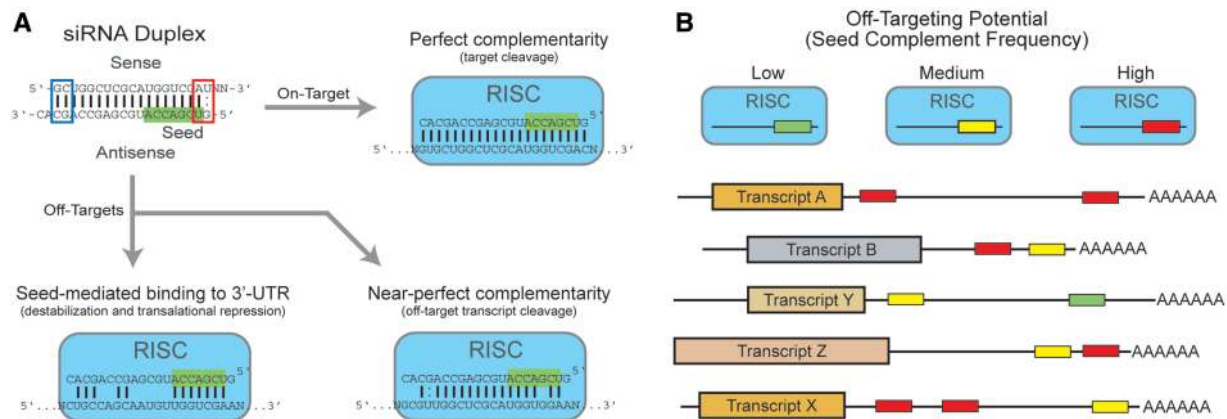 A
siRNA Duplex
Sense
5'-GCUGGCUCGCAUGGUCGAUNN-3'
3'-CACGACCGAGCGUACCAGCUG-5'
Seed
Antisense
On-Target
Perfect complementarity
(target cleavage)
RISC
CACGACCGAGCGUACCAGCUG 5'
5'...NGUGCUGGCUCGCAUGGUCGACN...3'
Off-Targets
Seed-mediated binding to 3'-UTR
(destabilization and transalational repression)
RISC
CACGACCGAGCGUACCAGCUG 5'
5'...NCUGCCAGCAAUGUUGGUCGAAN...3'
Near-perfect complementarity
(off-target transcript cleavage)
RISC
CACGACCGAGCGUACCAGCUG 5'
5'...NGCGUUGGCUCGCAUGGUGGAAN...3'
B
Off-Targeting Potential
(Seed Complement Frequency)
Low
Medium
High
RISC
RISC
RISC
Transcript A
AAAAAA
Transcript B
AAAAAA
Transcript Y
AAAAAA
Transcript Z
AAAAAA
Transcript X
AAAAAA